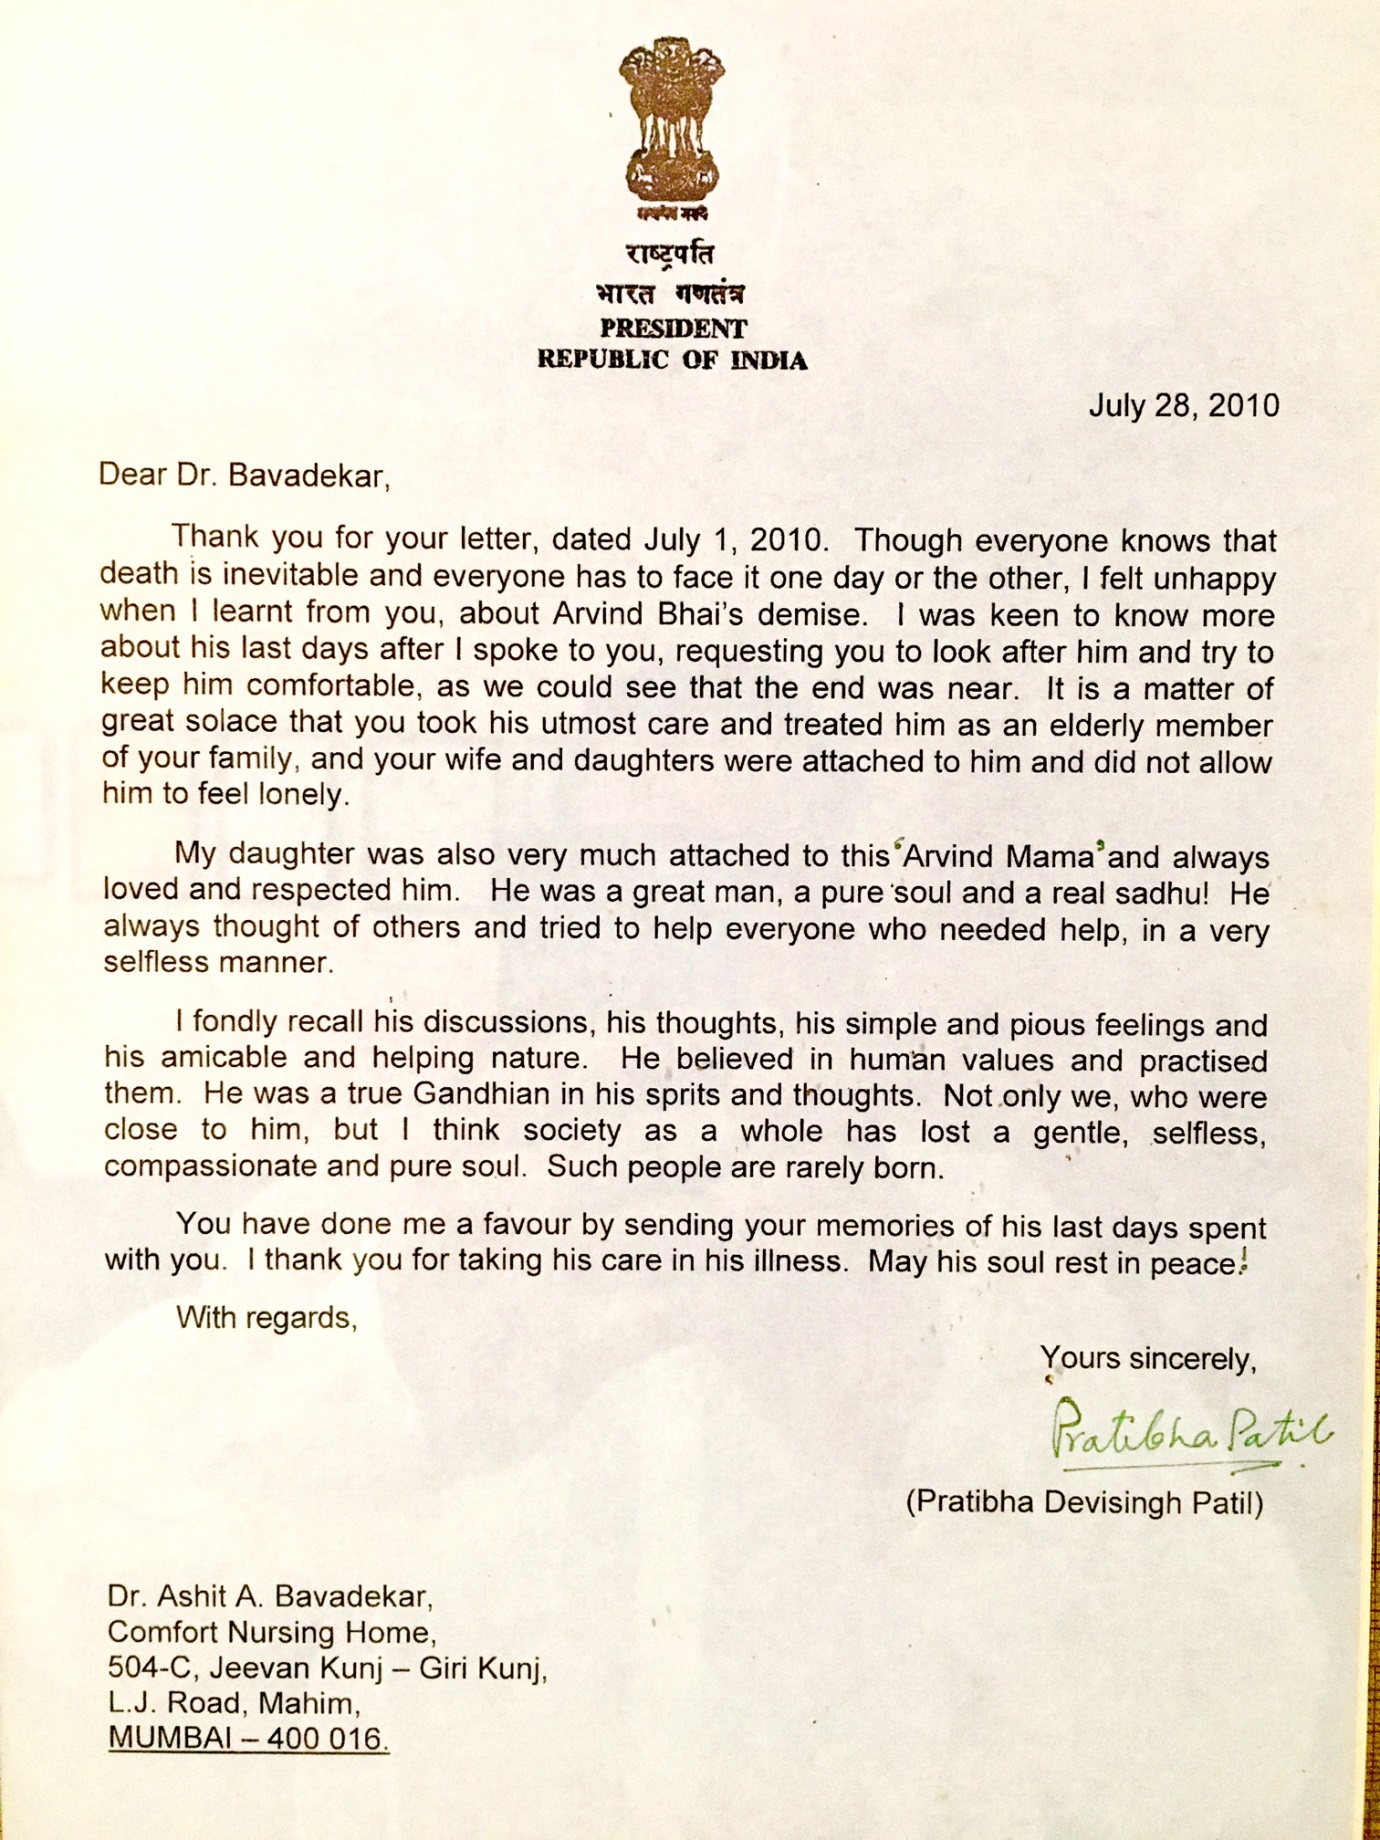 राष्ट्रपति
भारत गणतंत्र
PRESIDENT
REPUBLIC OF INDIA
July 28, 2010
Dear Dr. Bavadekar,
Thank you for your letter, dated July 1, 2010. Though everyone knows that
death is inevitable and everyone has to face it one day or the other, I felt unhappy
when I learnt from you, about Arvind Bhai's demise. I was keen to know more
about his last days after I spoke to you, requesting you to look after him and try to
keep him comfortable, as we could see that the end was near. It is a matter of
great solace that you took his utmost care and treated him as an elderly member
of your family, and your wife and daughters were attached to him and did not allow
him to feel lonely.
My daughter was also very much attached to this 'Arvind Mama' and always
loved and respected him. He was a great man, a pure soul and a real sadhu! He
always thought of others and tried to help everyone who needed help, in a very
selfless manner.
I fondly recall his discussions, his thoughts, his simple and pious feelings and
his amicable and helping nature. He believed in human values and practised
them. He was a true Gandhian in his sprits and thoughts. Not only we, who were
close to him, but I think society as a whole has lost a gentle, selfless,
compassionate and pure soul. Such people are rarely born.
You have done me a favour by sending your memories of his last days spent
with you. I thank you for taking his care in his illness. May his soul rest in peace!
With regards,
Yours sincerely,
Pratibha Patil
(Pratibha Devisingh Patil)
Dr. Ashit A. Bavadekar,
Comfort Nursing Home,
504-C, Jeevan Kunj – Giri Kunj,
L.J. Road, Mahim,
MUMBAI – 400 016.